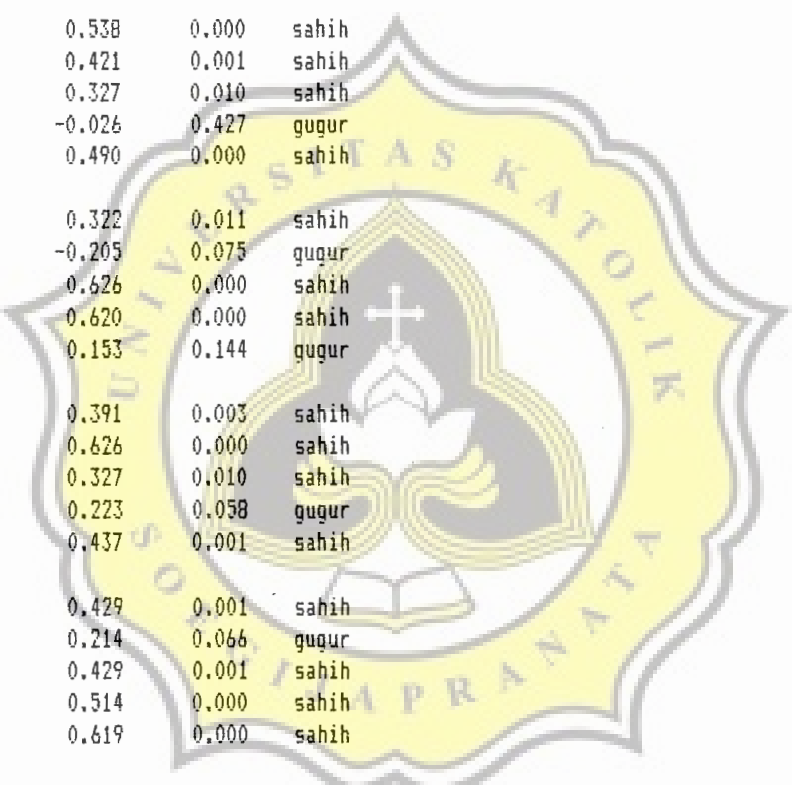 0.538 0.000 sahih
0.421 0.001 sahih
0.327 0.010 sahih
-0.026 0.427 gugur
0.490 0.000 sahih
0.322 0.011 sahih
-0.205 0.075 gugur
0.626 0.000 sahih
0.620 0.000 sahih
0.153 0.144 gugur
0.391 0.003 sahih
0.626 0.000 sahih
0.327 0.010 sahih
0.223 0.058 gugur
0.437 0.001 sahih
0.429 0.001 sahih
0.214 0.066 gugur
0.429 0.001 sahih
0.514 0.000 sahih
0.619 0.000 sahih
UNIVERSITAS KATOLIK
SOEGIJAPRANATA